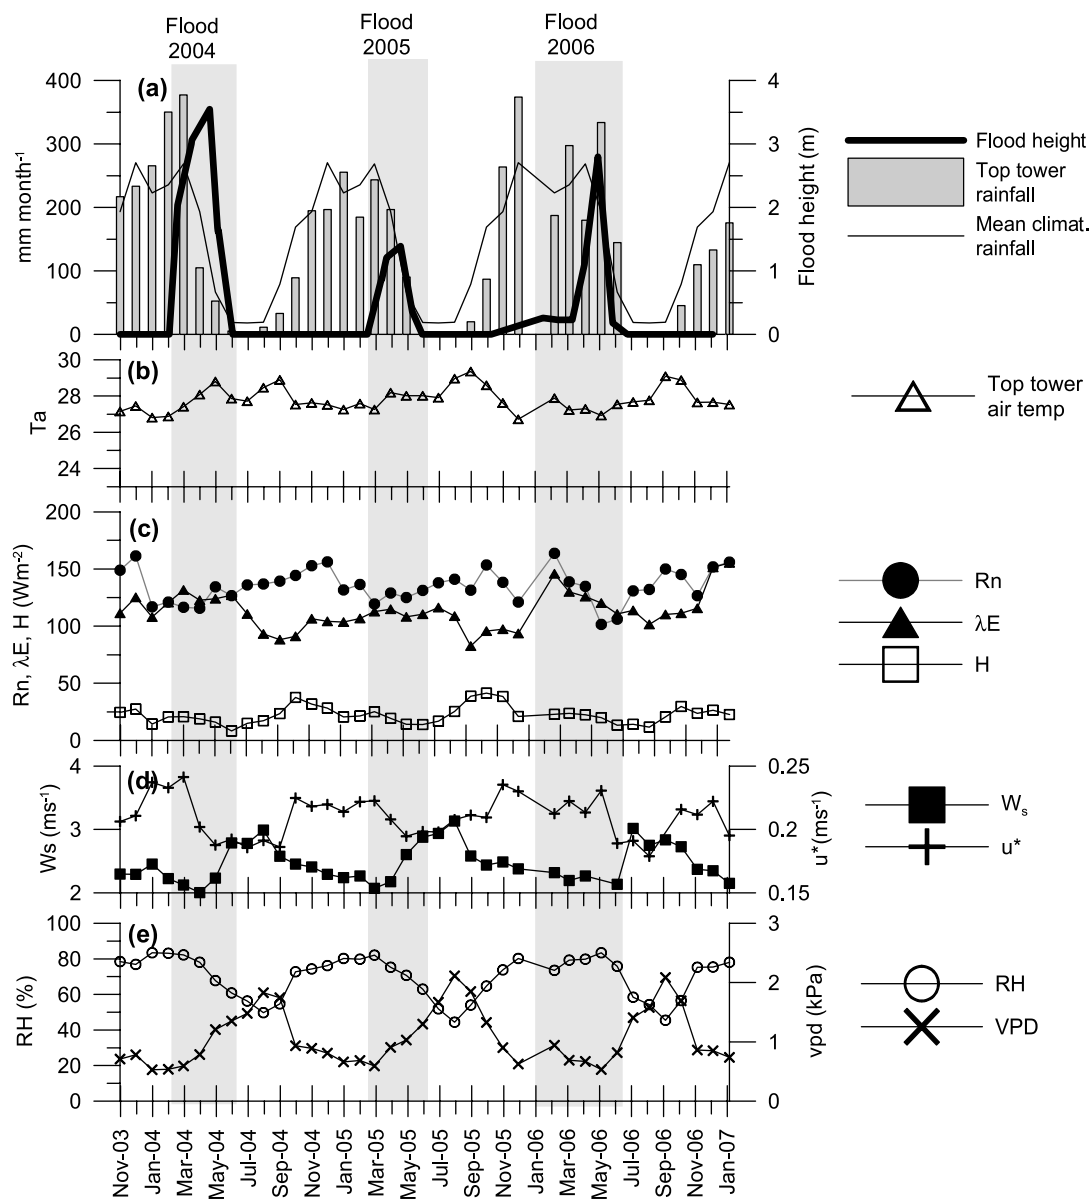 Flood
2004
Flood
2005
Flood
2006
(a)
400
300
200
100
0
mm month-1
4
3
2
1
0
Flood height (m)
Flood height
Top tower
rainfall
Mean climat.
rainfall
(b)
30
28
26
24
22
Ta
Top tower
air temp
(c)
200
150
100
50
0
Rn, λE, H (Wm-2)
Rn
λE
H
(d)
4
3
2
Ws (ms-1)
0.25
0.2
0.15
u* (ms-1)
Ws
u*
(e)
100
80
60
40
20
0
RH (%)
3
2
1
0
vpd (kPa)
RH
VPD
Nov-03
Jan-04
Mar-04
May-04
Jul-04
Sep-04
Nov-04
Jan-05
Mar-05
May-05
Jul-05
Sep-05
Nov-05
Jan-06
Mar-06
May-06
Jul-06
Sep-06
Nov-06
Jan-07